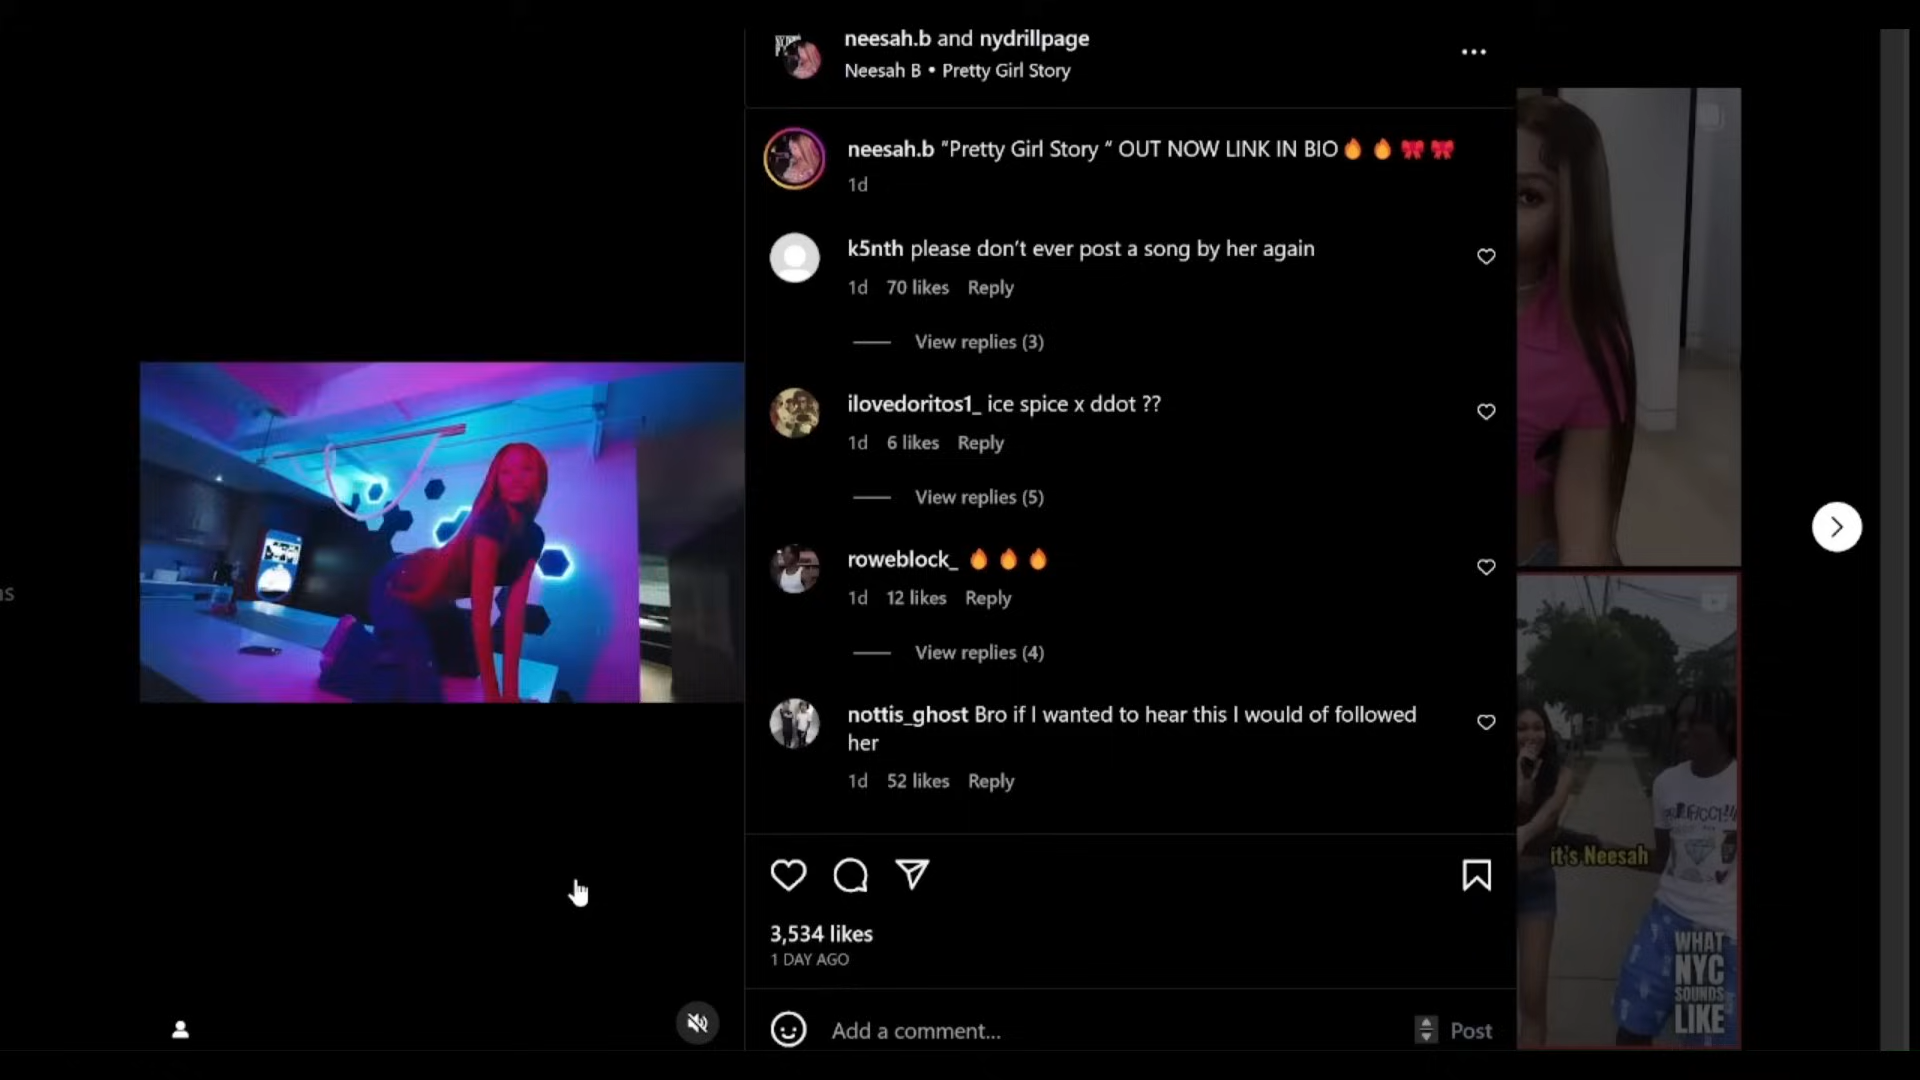 neesah.b and nydrillpage
Neesah B • Pretty Girl Story
neesah.b "Pretty Girl Story “ OUT NOW LINK IN BIO🔥🔥🎀🎀
1d
k5nth please don't ever post a song by her again
1d 70 likes Reply
View replies (3)
ilovedoritos1_ ice spice x ddot ??
1d 6 likes Reply
View replies (5)
roweblock_ 🔥🔥🔥
1d 12 likes Reply
View replies (4)
nottis_ghost Bro if I wanted to hear this I would of followed
her
1d 52 likes Reply
3,534 likes
1 DAY AGO
Add a comment...
Post
it's Neesah
WHAT
NYC
SOUNDS
LIKE